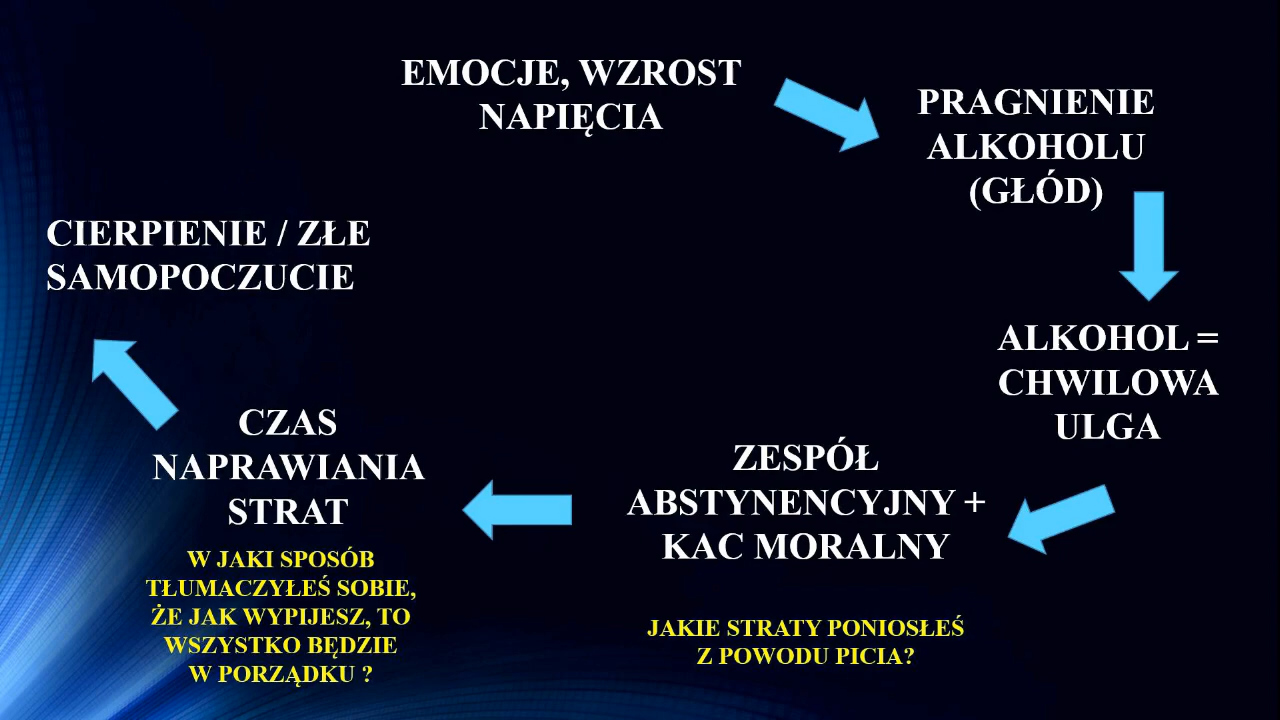 EMOCJE, WZROST
NAPIĘCIA
PRAGNIENIE
ALKOHOLU
(GŁÓD)
ALKOHOL =
CHWILOWA
ULGA
ZESPÓŁ
ABSTYNENCYJNY +
KAC MORALNY
JAKIE STRATY PONIOSŁEŚ
Z POWODU PICIA?
CZAS
NAPRAWIANIA
STRAT
W JAKI SPOSÓB
TŁUMACZYŁEŚ SOBIE,
ŻE JAK WYPIJESZ, TO
WSZYSTKO BĘDZIE
W PORZĄDKU ?
CIERPIENIE / ZŁE
SAMOPOCZUCIE